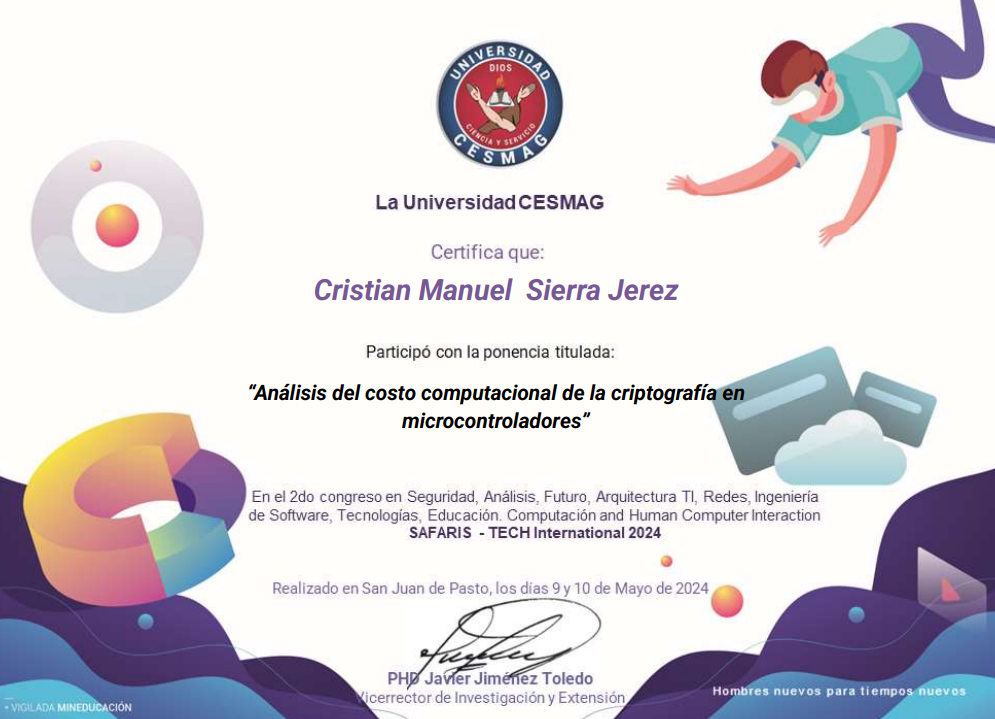 UNIVERSIDAD
DIOS
CIENCIA Y SERVICIO
CESMAG
La Universidad CESMAG
Certifica que:
Cristian Manuel Sierra Jerez
Participó con la ponencia titulada:
“Análisis del costo computacional de la criptografía en
microcontroladores”
En el 2do congreso en Seguridad, Análisis, Futuro, Arquitectura TI, Redes, Ingeniería
de Software, Tecnologías, Educación. Computación and Human Computer Interaction
SAFARIS - TECH International 2024
Realizado en San Juan de Pasto, los días 9 y 10 de Mayo de 2024
PHD Javier Jiménez Toledo
Vicerrector de Investigación y Extensión
Hombres nuevos para tiempos nuevos
• VIGILADA MINEDUCACIÓN